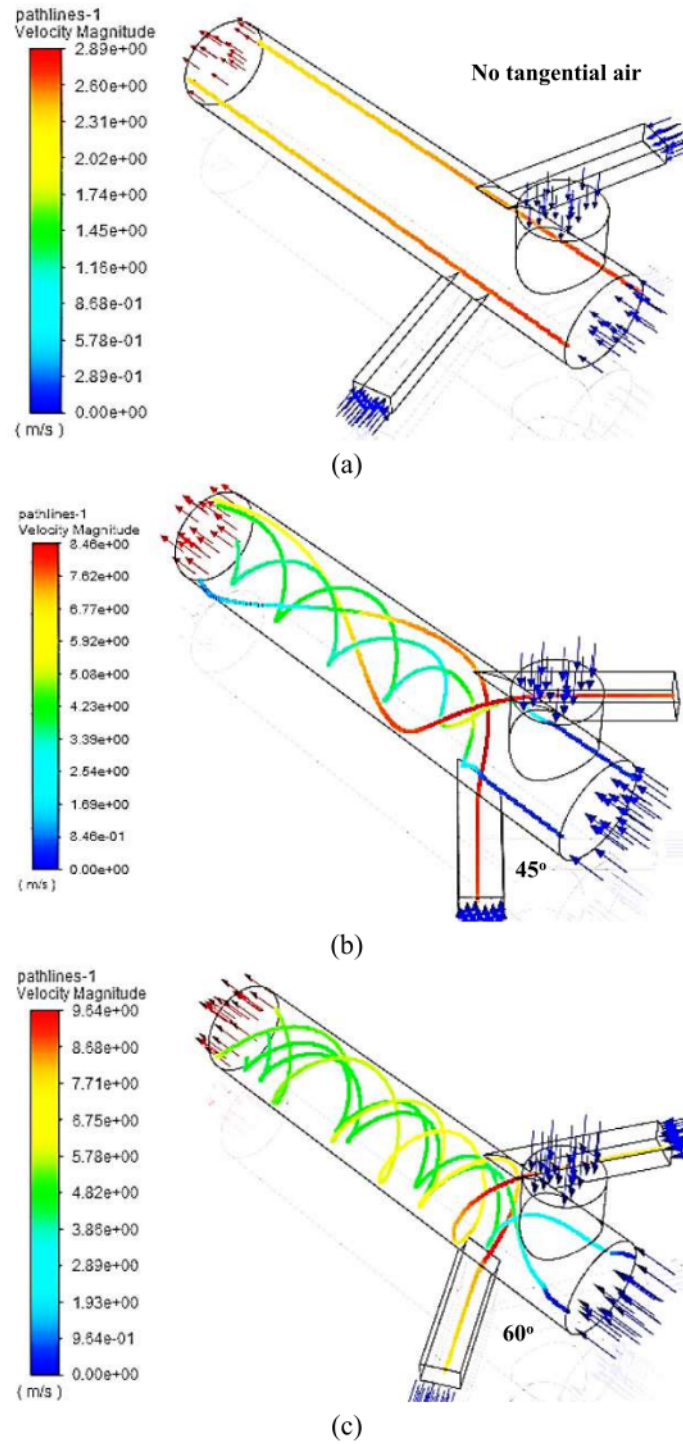 pathlines-1
Velocity Magnitude
2.89e+00
2.60e+00
2.31e+00
2.02e+00
1.74e+00
1.45e+00
1.16e+00
8.68e-01
5.78e-01
2.89e-01
0.00e+00
( m/s )
No tangential air
(a)
pathlines-1
Velocity Magnitude
8.46e+00
7.62e+00
6.77e+00
5.92e+00
5.08e+00
4.23e+00
3.39e+00
2.54e+00
1.69e+00
8.46e-01
0.00e+00
( m/s )
45°
(b)
pathlines-1
Velocity Magnitude
9.64e+00
8.68e+00
7.71e+00
6.75e+00
5.78e+00
4.82e+00
3.86e+00
2.89e+00
1.93e+00
9.64e-01
0.00e+00
( m/s )
60°
(c)